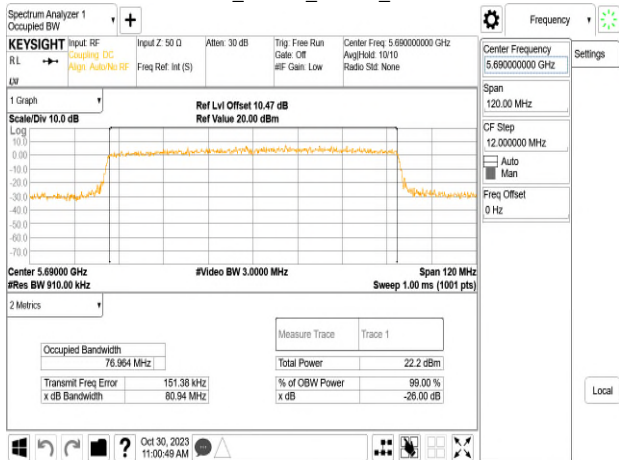 Spectrum Analyzer 1
Occupied BW
Frequency
KEYSIGHT Input: RF Input Z: 50 Ω Atten: 30 dB Trig: Free Run Center Freq: 5.690000000 GHz
RL Coupling: DC Gate: Off Avg|Hold: 10/10
Align: Auto/No RF Freq Ref: Int (S) #IF Gain: Low Radio Std: None
LXI
Center Frequency
5.690000000 GHz
Settings
Span
120.00 MHz
CF Step
12.000000 MHz
Auto
Man
Freq Offset
0 Hz
Local
1 Graph
Ref Lvl Offset 10.47 dB
Scale/Div 10.0 dB Ref Value 20.00 dBm
Log
10.0
0.00
-10.0
-20.0
-30.0
-40.0
-50.0
-60.0
-70.0
Center 5.69000 GHz #Video BW 3.0000 MHz Span 120 MHz
#Res BW 910.00 kHz Sweep 1.00 ms (1001 pts)
2 Metrics
Measure Trace Trace 1
Occupied Bandwidth
76.964 MHz
Total Power 22.2 dBm
Transmit Freq Error 151.38 kHz % of OBW Power 99.00 %
x dB Bandwidth 80.94 MHz x dB -26.00 dB
?
Oct 30, 2023
11:00:49 AM